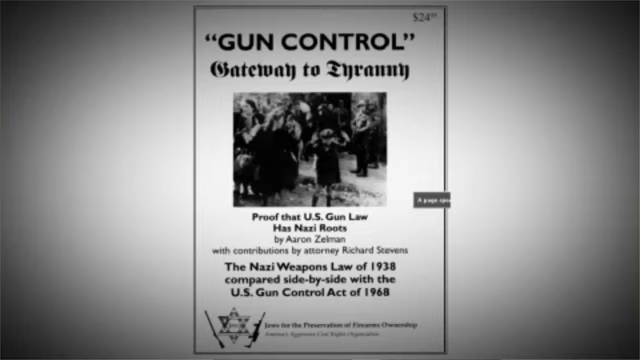 $24⁹⁵
“GUN CONTROL”
Gateway to Tyranny
A page
Proof that U.S. Gun Law
Has Nazi Roots
by Aaron Zelman
with contributions by attorney Richard Stevens
The Nazi Weapons Law of 1938
compared side-by-side with the
U.S. Gun Control Act of 1968
Jews for the Preservation of Firearms Ownership
America's Aggressive Civil Rights Organization